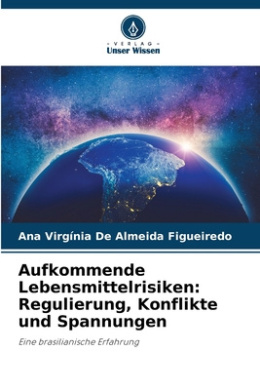 • VERLAG •
Unser Wissen
Ana Virgínia De Almeida Figueiredo
Aufkommende
Lebensmittelrisiken:
Regulierung, Konflikte
und Spannungen
Eine brasilianische Erfahrung